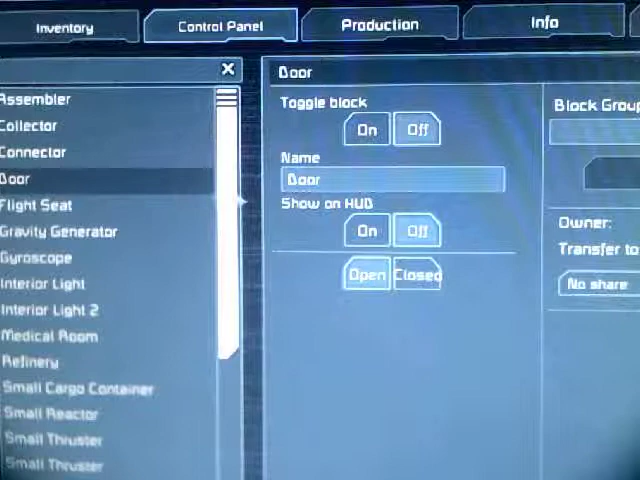 Inventory
Control Panel
Production
Info
Assembler
Collector
Connector
Door
Flight Seat
Gravity Generator
Gyroscope
Interior Light
Interior Light 2
Medical Room
Refinery
Small Cargo Container
Small Reactor
Small Thruster
Small Thruster
Door
Toggle block
On Off
Name
Door
Show on HUD
On Off
Open Closed
Block Group
Owner:
Transfer to
No share